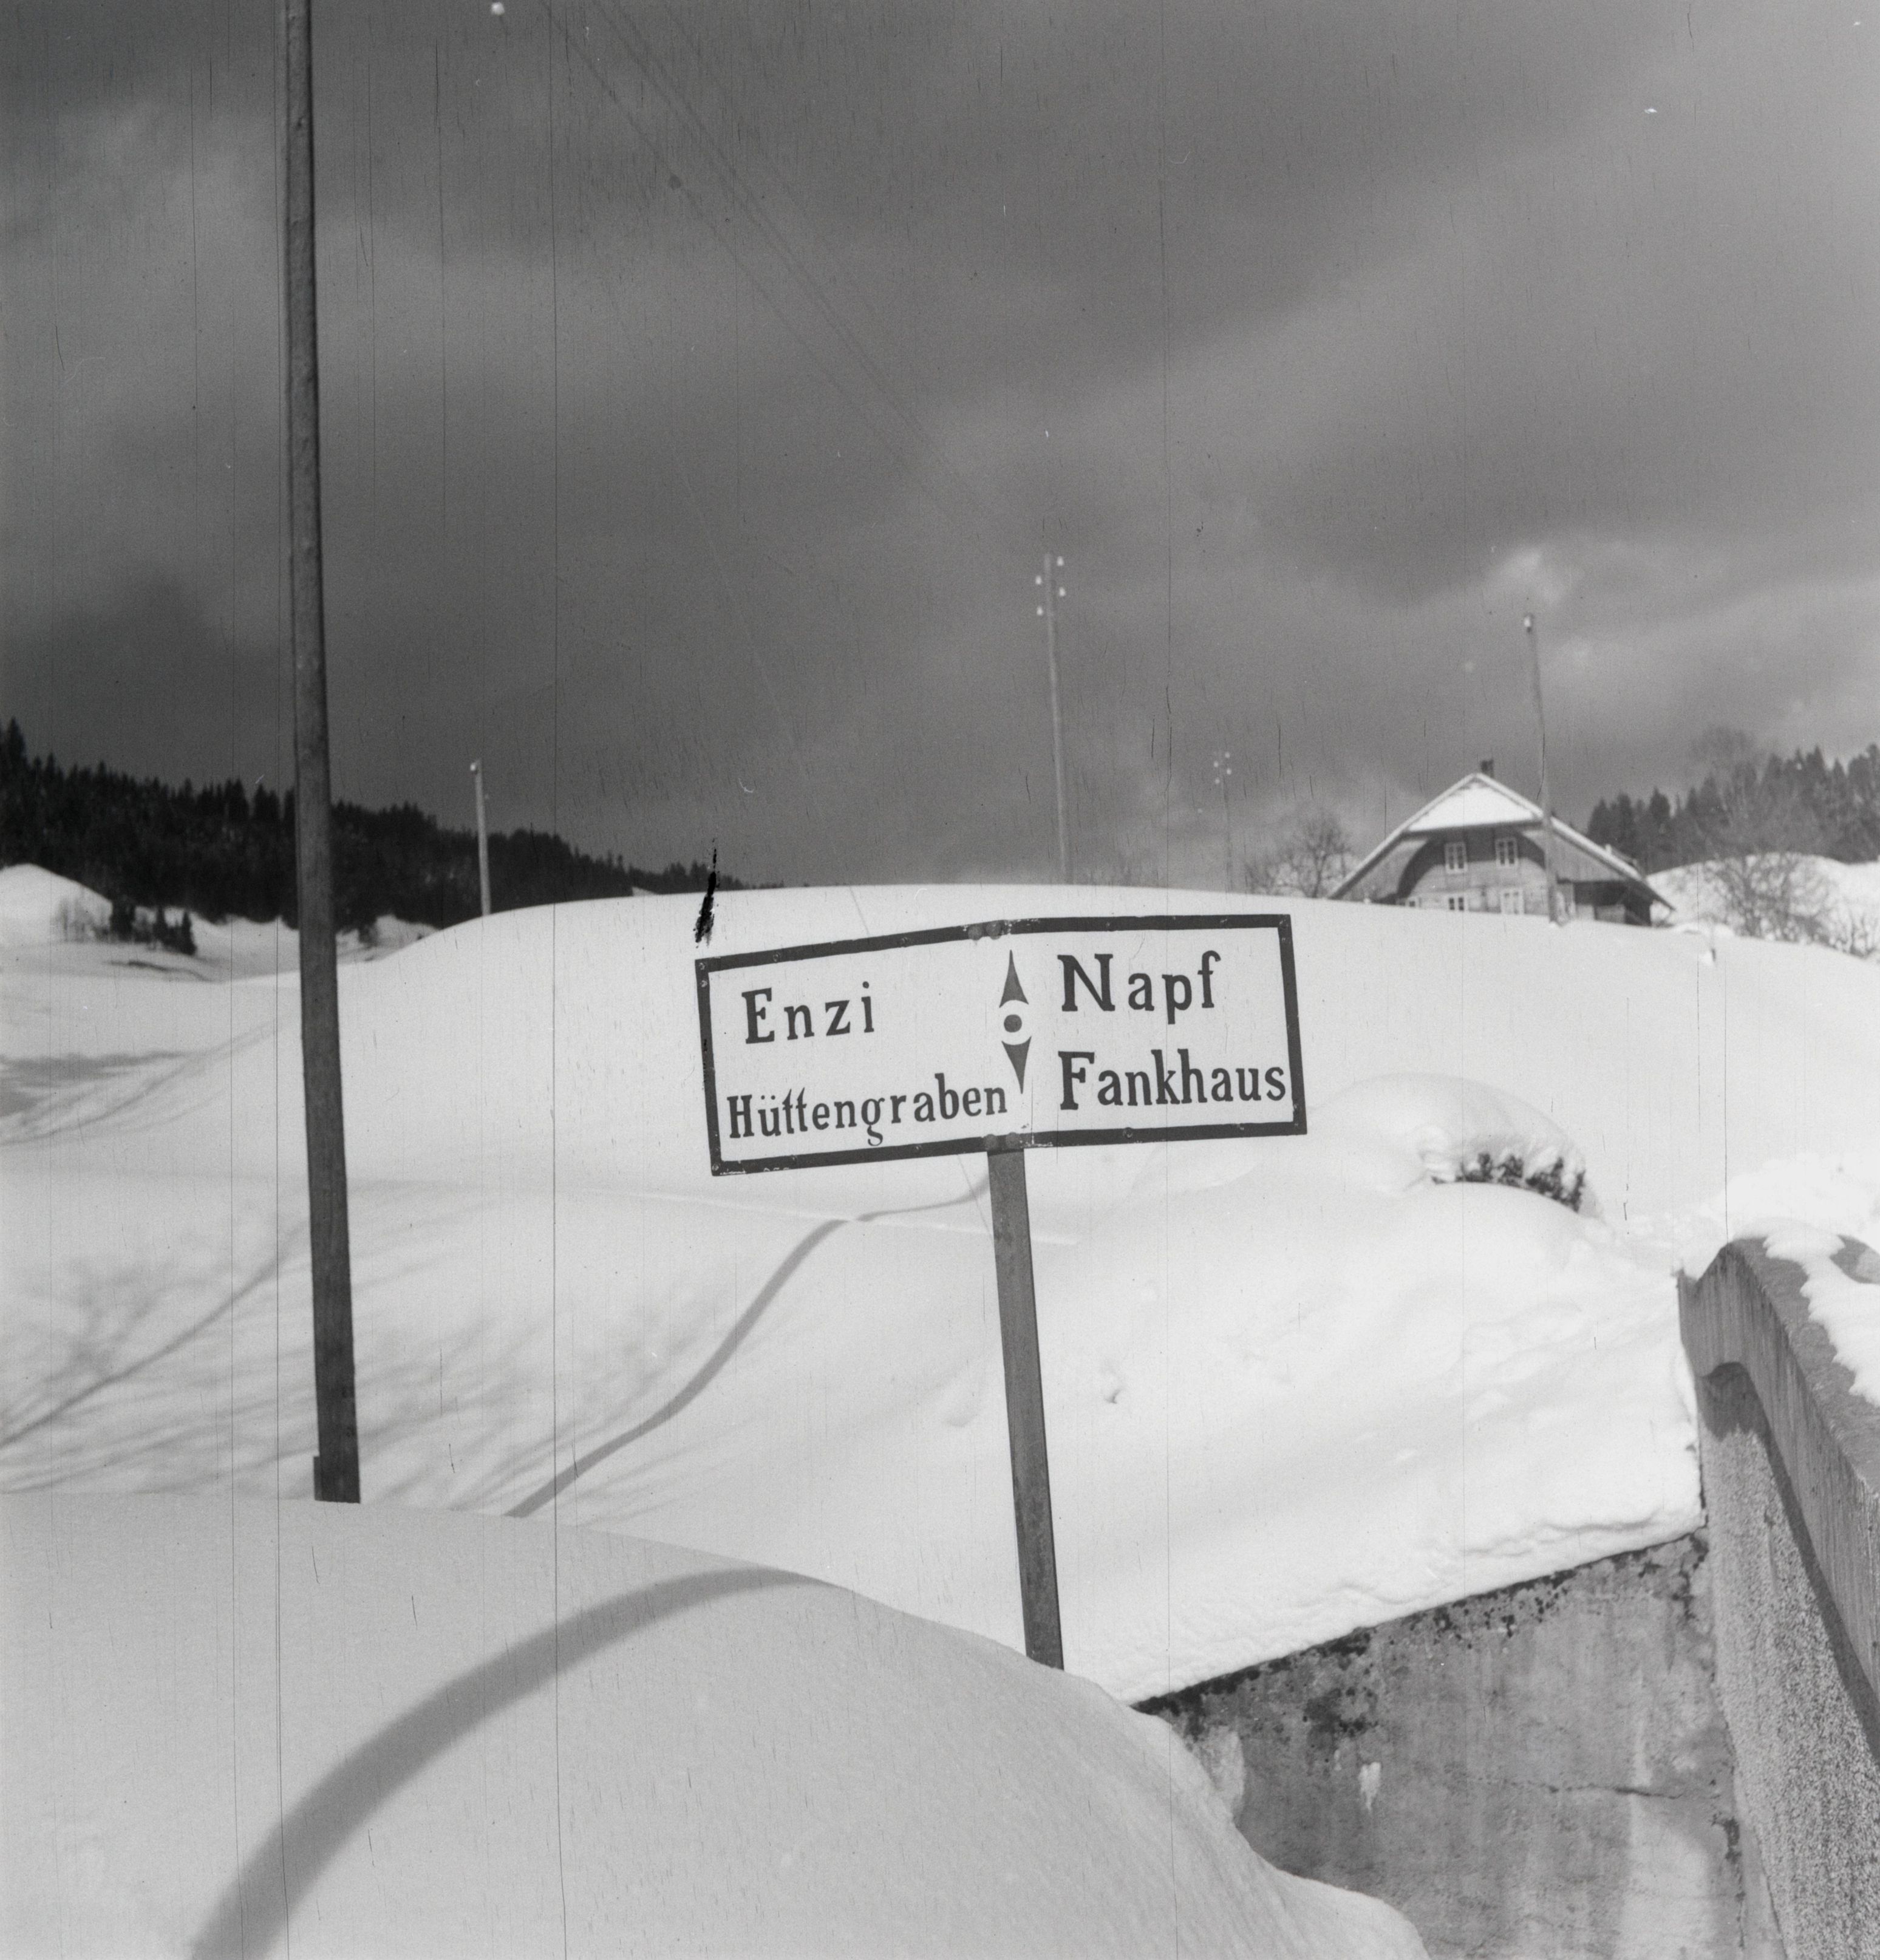 Enzi
Hüttengraben
Napf
Fankhaus